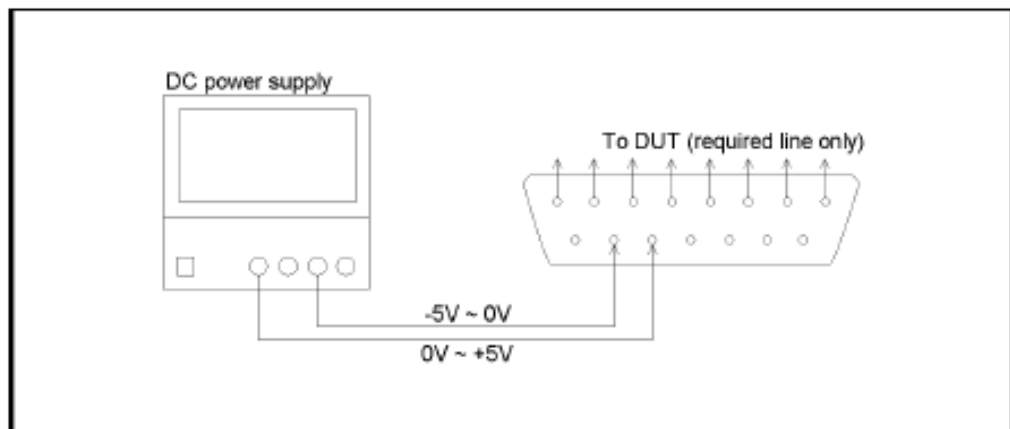 DC power supply
To DUT (required line only)
-5V ~ 0V
0V ~ +5V